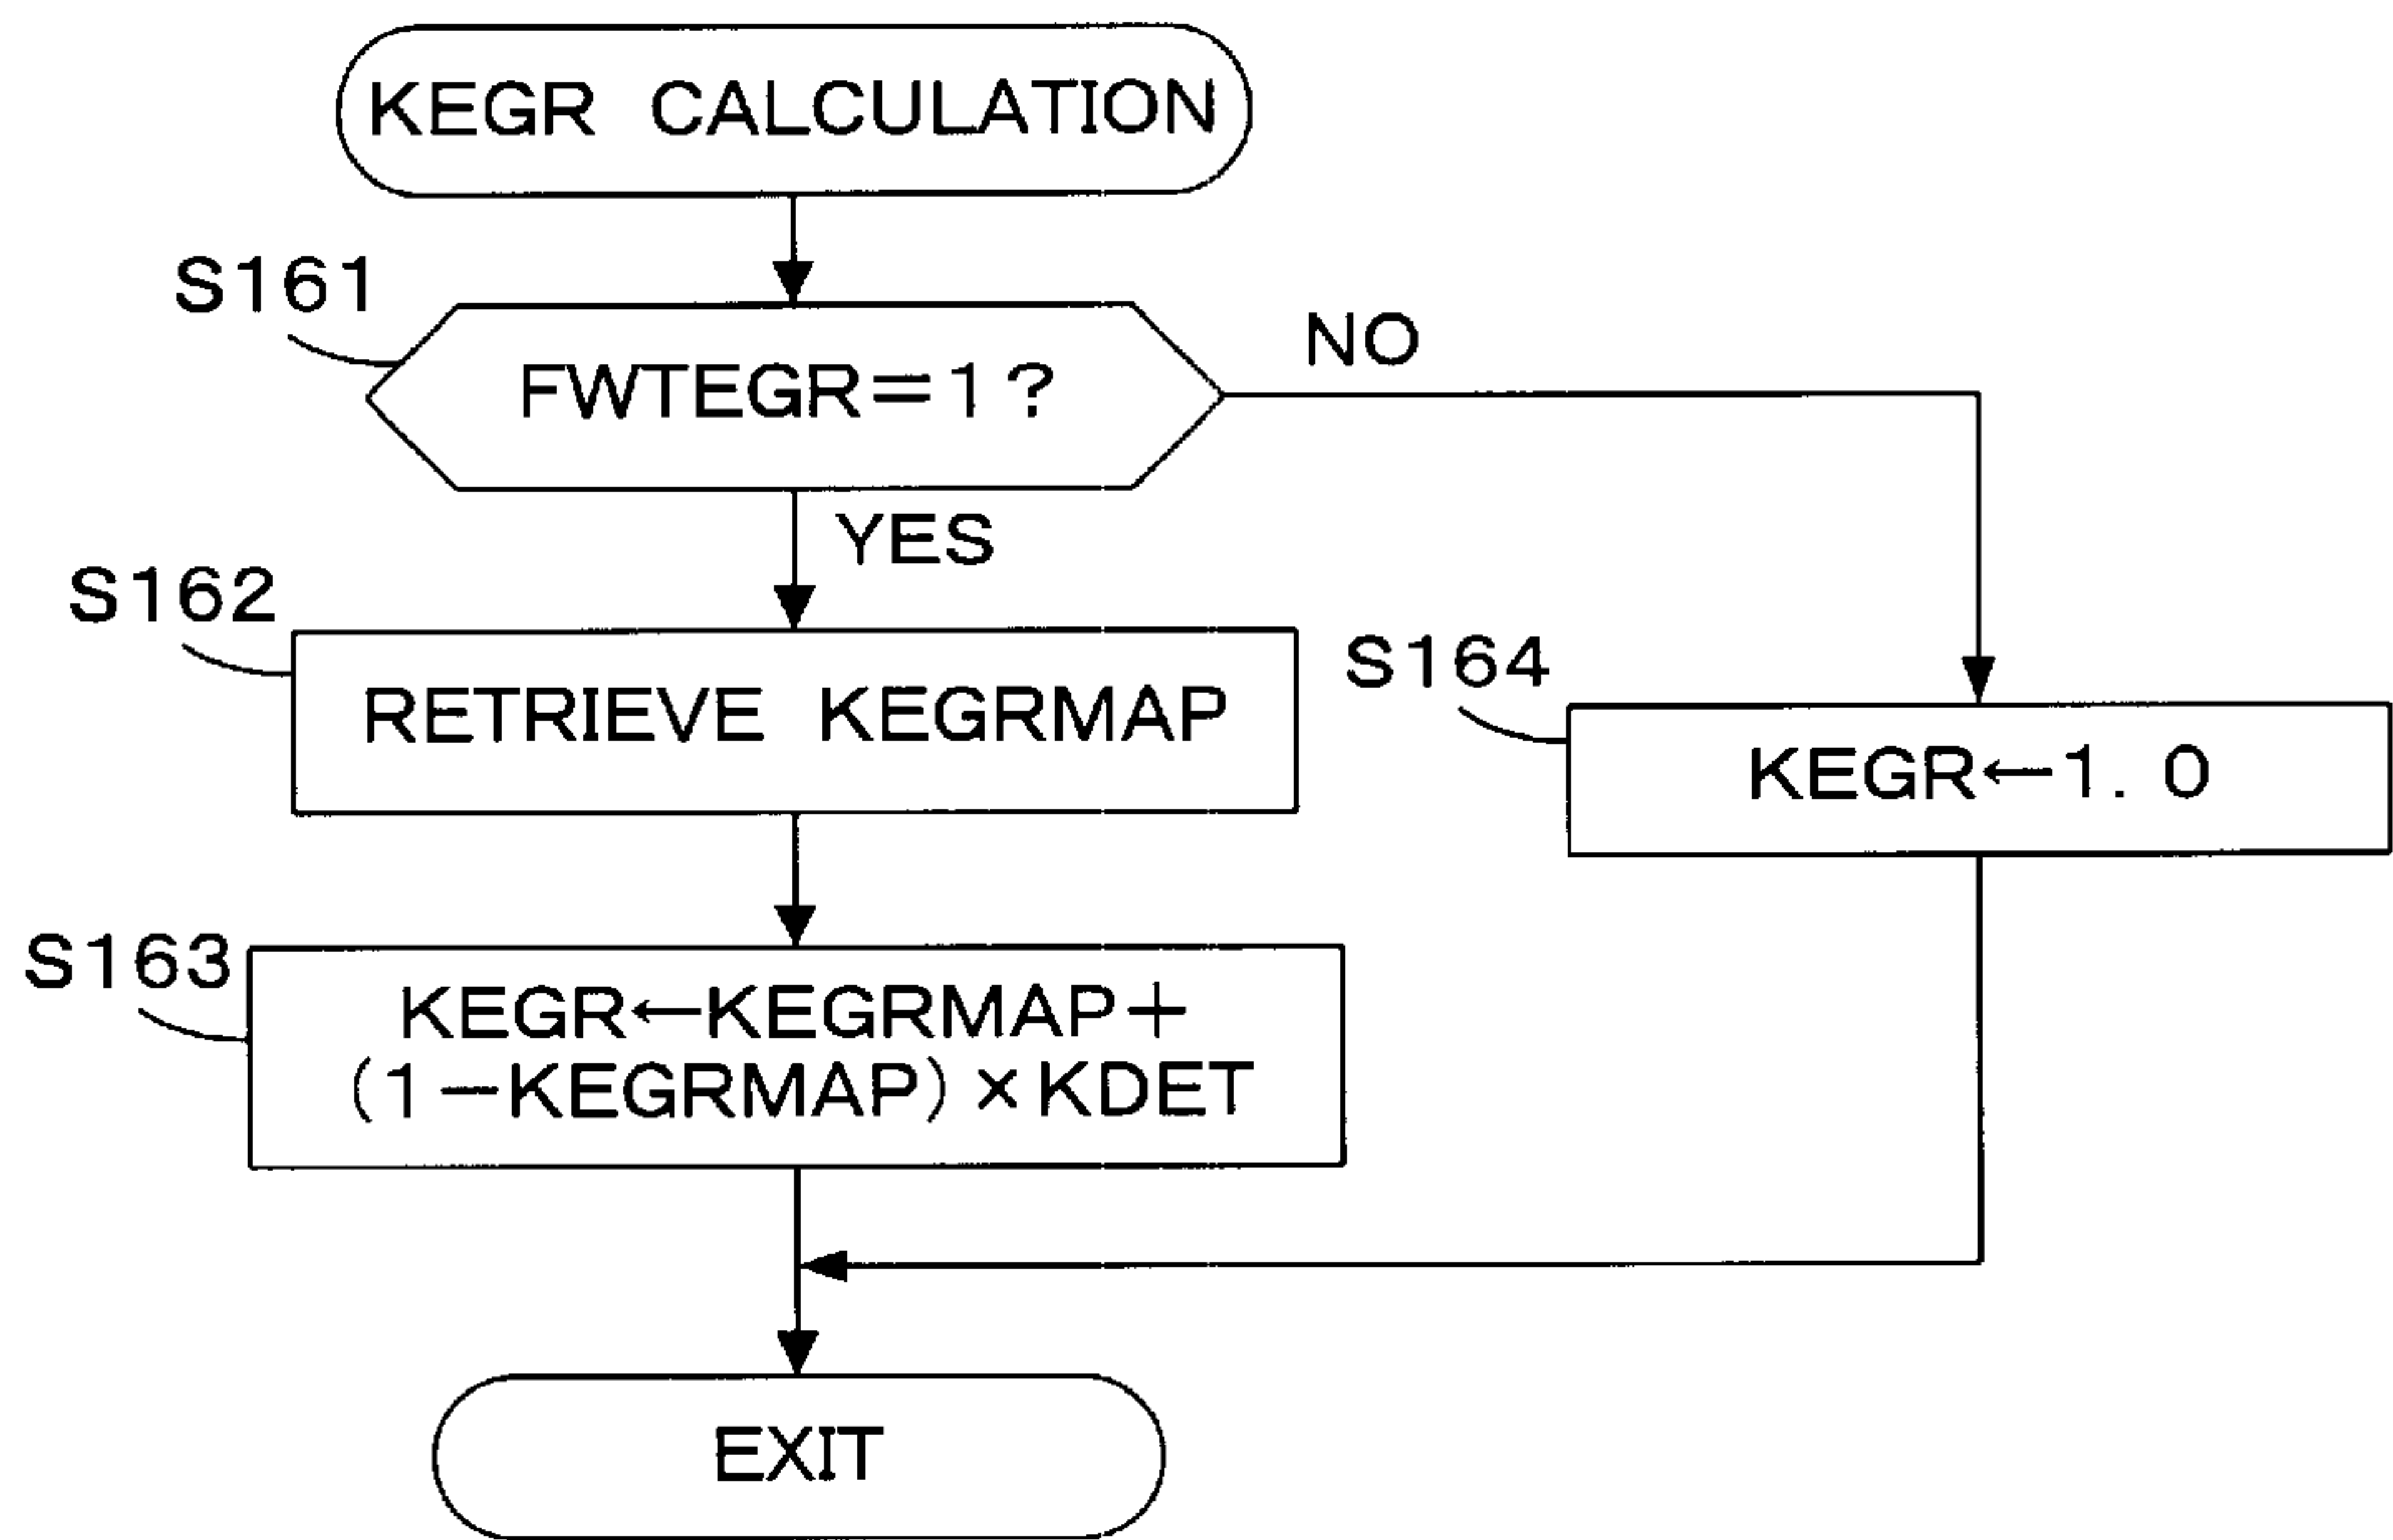 KEGR CALCULATION
S161
FWTEGR=1?
NO
YES
S162
RETRIEVE KEGRMAP
S164
KEGR←1.0
S163
KEGR←KEGRMAP+
(1-KEGRMAP)×KDET
EXIT